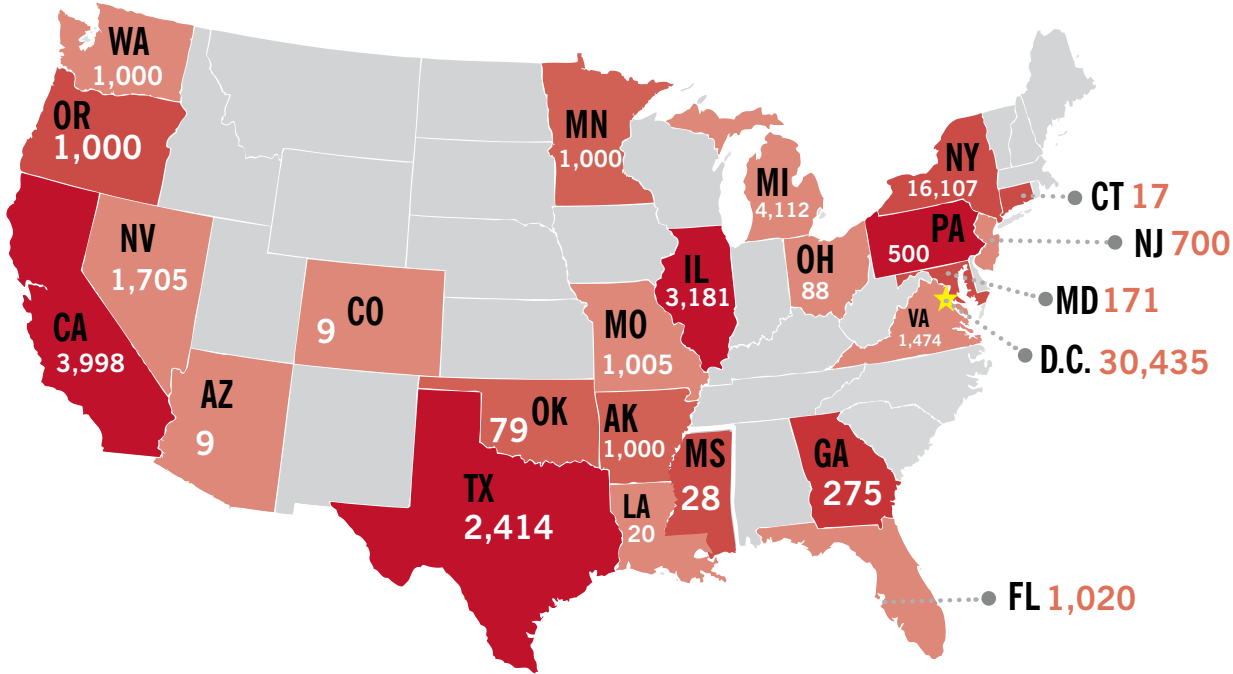 WA
1,000
OR
1,000
MN
1,000
MI
4,112
NY
16,107
CT 17
NJ 700
PA
500
MD 171
D.C. 30,435
NV
1,705
CA
3,998
CO
9
IL
3,181
OH
88
VA
1,474
MO
1,005
AZ
9
OK
79
AK
1,000
MS
28
GA
275
TX
2,414
LA
20
FL 1,020